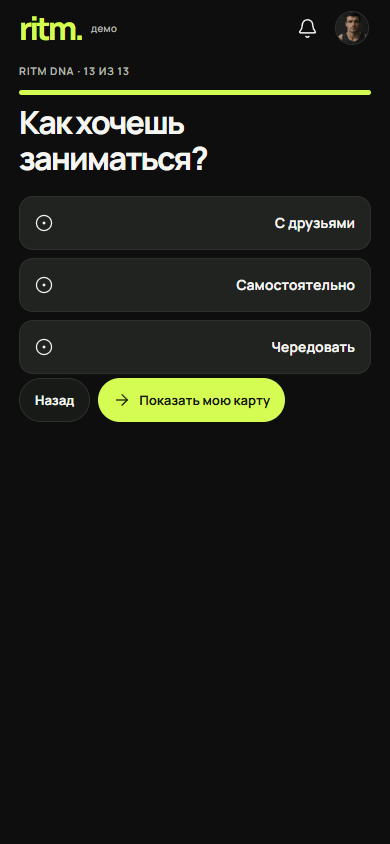 ritm. демо
RITM DNA · 13 ИЗ 13
Как хочешь
заниматься?
С друзьями
Самостоятельно
Чередовать
Назад
Показать мою карту